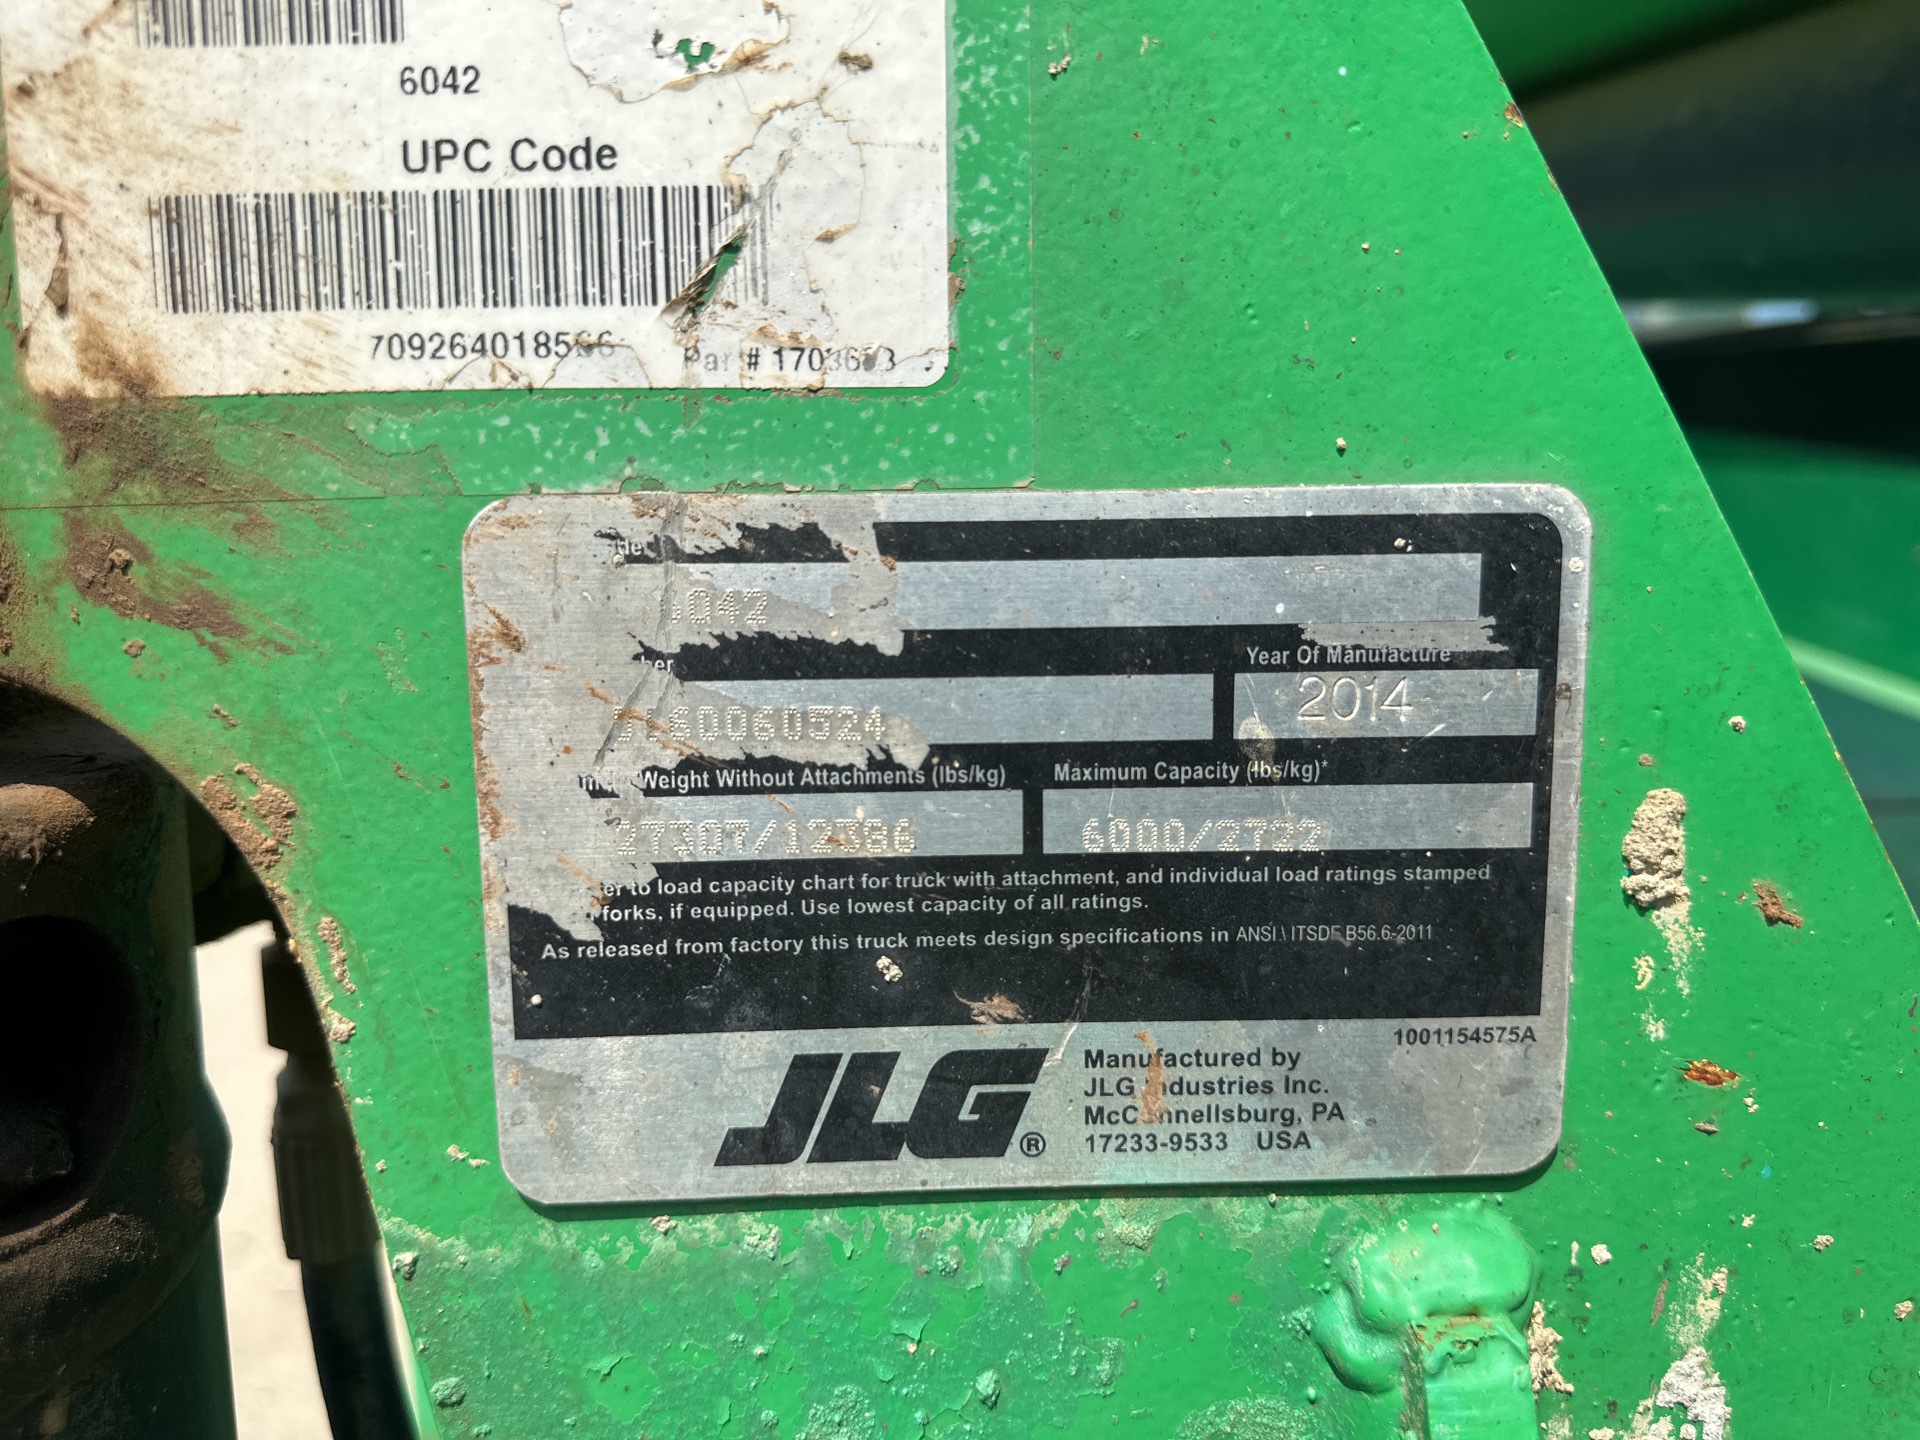 6042
UPC Code
# 1703673
6042
Year Of Manufacture
2014
Weight Without Attachments (lbs/kg)
Maximum Capacity (lbs/kg)*
27307/12386
6000/2722
to load capacity chart for truck with attachment, and individual load ratings stamped
forks, if equipped. Use lowest capacity of all ratings.
As released from factory this truck meets design specifications in ANSI \ ITSDF B56.6-2011
1001154575A
JLG®
Manufactured by
JLG Industries Inc.
McConnellsburg, PA
17233-9533 USA